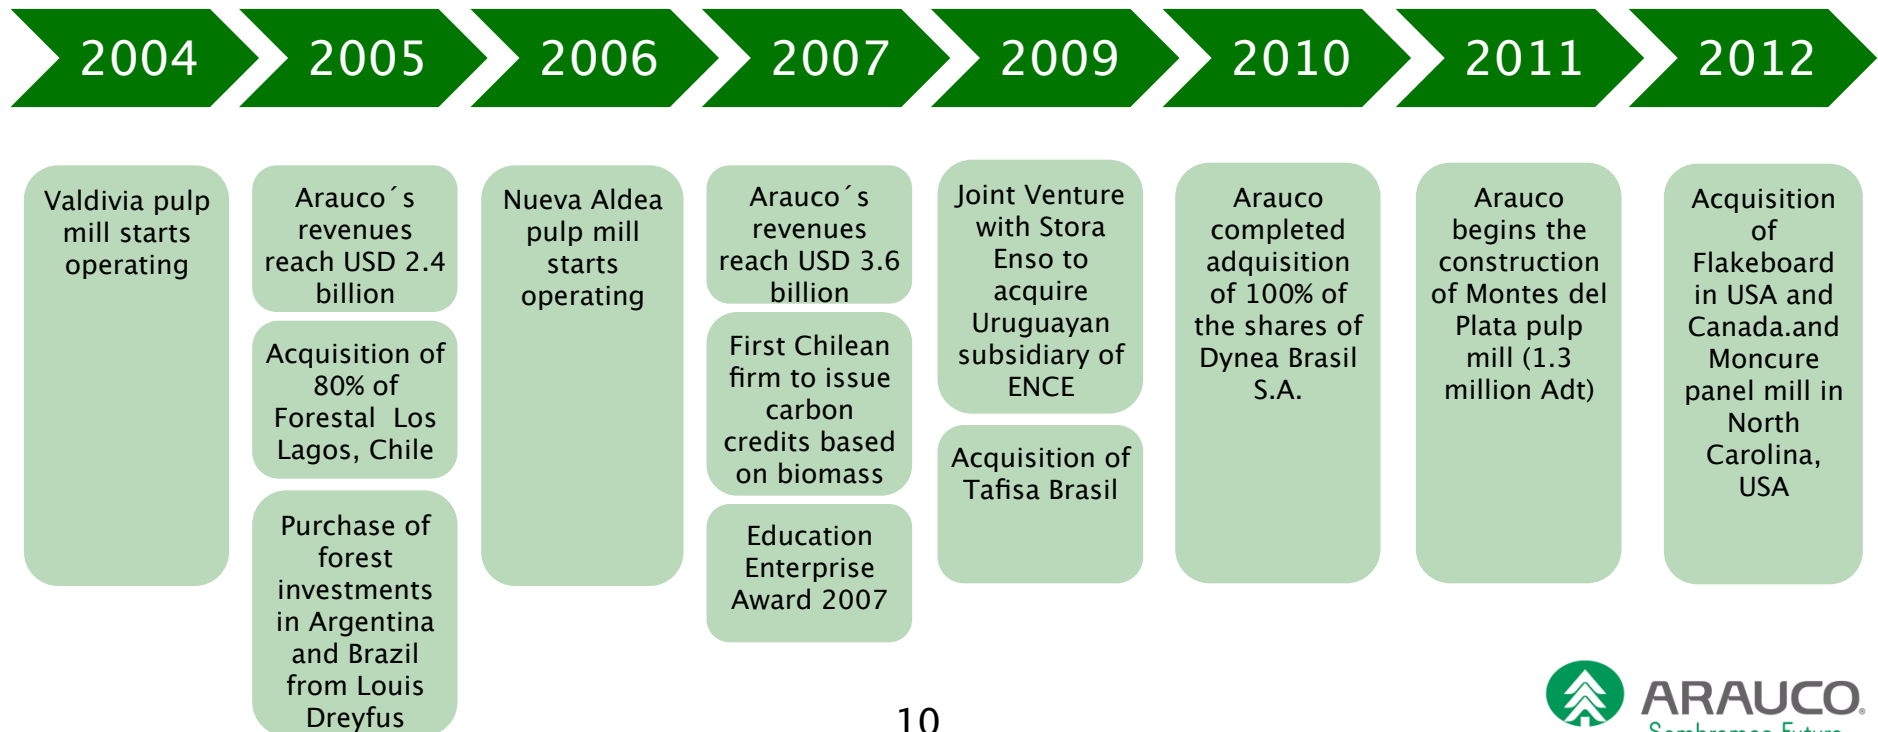 2004
2005
2006
2007
2009
2010
2011
2012
Valdivia pulp
mill starts
operating
Arauco´s
revenues
reach USD 2.4
billion
Acquisition of
80% of
Forestal  Los
Lagos, Chile
Purchase of
forest
investments
in Argentina
and Brazil
from Louis
Dreyfus
Nueva Aldea
pulp mill
starts
operating
Arauco´s
revenues
reach USD 3.6
billion
First Chilean
firm to issue
carbon
credits based
on biomass
Education
Enterprise
Award 2007
Joint Venture
with Stora
Enso to
acquire
Uruguayan
subsidiary of
ENCE
Acquisition of
Tafisa Brasil
Arauco
completed
adquisition
of 100% of
the shares of
Dynea Brasil
S.A.
Arauco
begins the
construction
of Montes del
Plata pulp
mill (1.3
million Adt)
Acquisition
of
Flakeboard
in USA and
Canada.and
Moncure
panel mill in
North
Carolina,
USA
10
ARAUCO®
Sembramos Futuro